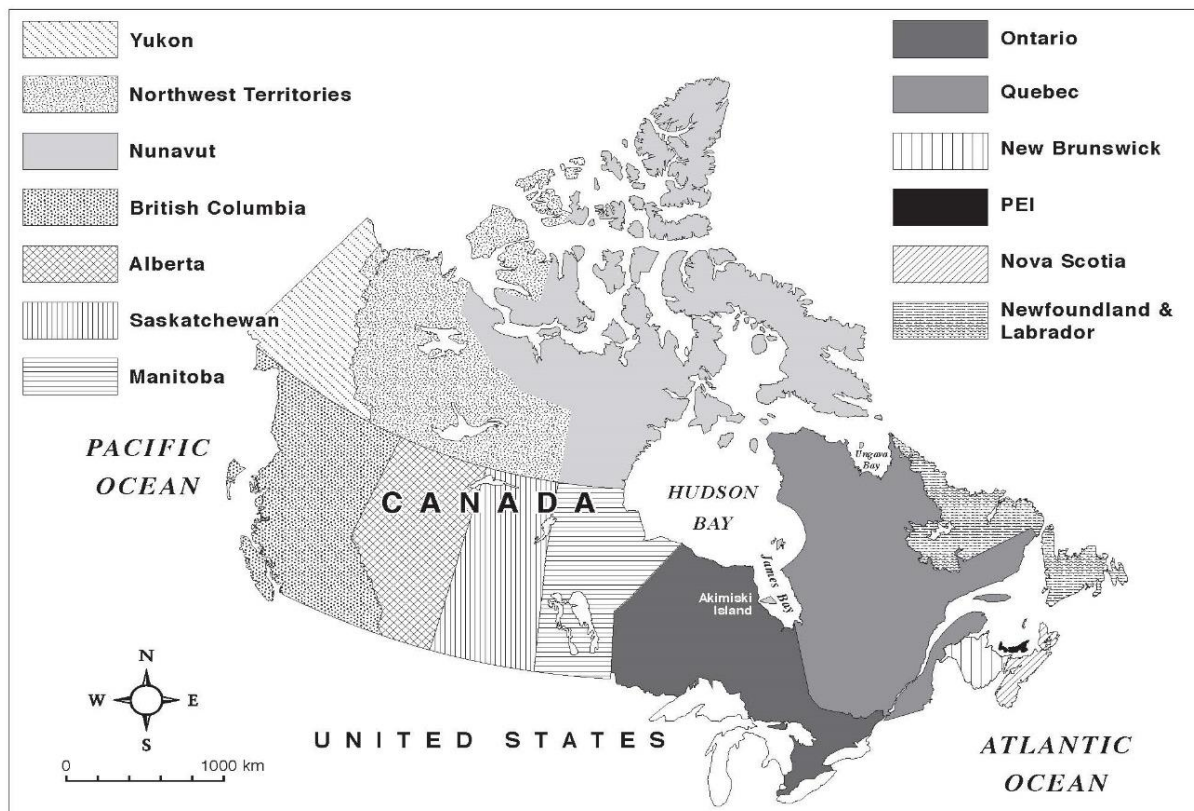 Yukon
Northwest Territories
Nunavut
British Columbia
Alberta
Saskatchewan
Manitoba
Ontario
Quebec
New Brunswick
PEI
Nova Scotia
Newfoundland &
Labrador
PACIFIC
OCEAN
CANADA
HUDSON
BAY
Ungava
Bay
James Bay
Akimiski
Island
N
W E
S
0 1000 km
UNITED STATES
ATLANTIC
OCEAN